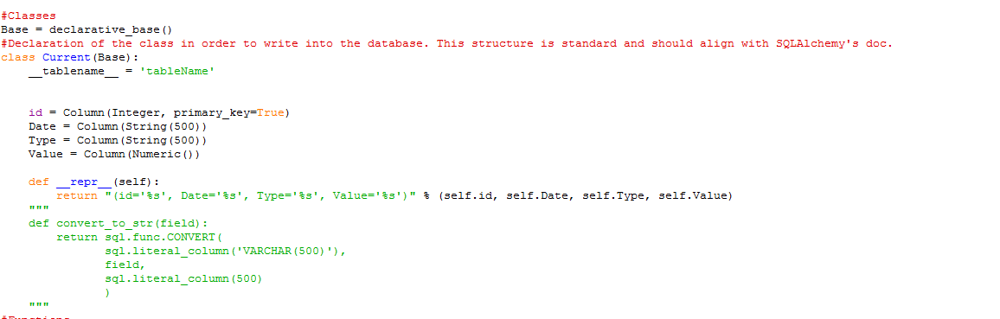 #Classes
Base = declarative_base()
#Declaration of the class in order to write into the database. This structure is standard and should align with SQLAlchemy's doc.
class Current(Base):
    __tablename__ = 'tableName'
    id = Column(Integer, primary_key=True)
    Date = Column(String(500))
    Type = Column(String(500))
    Value = Column(Numeric())
    def __repr__(self):
        return "(id='%s', Date='%s', Type='%s', Value='%s')" % (self.id, self.Date, self.Type, self.Value)
    """
    def convert_to_str(field):
        return sql.func.CONVERT(
               sql.literal_column('VARCHAR(500)'),
               field,
               sql.literal_column(500)
               )
    """